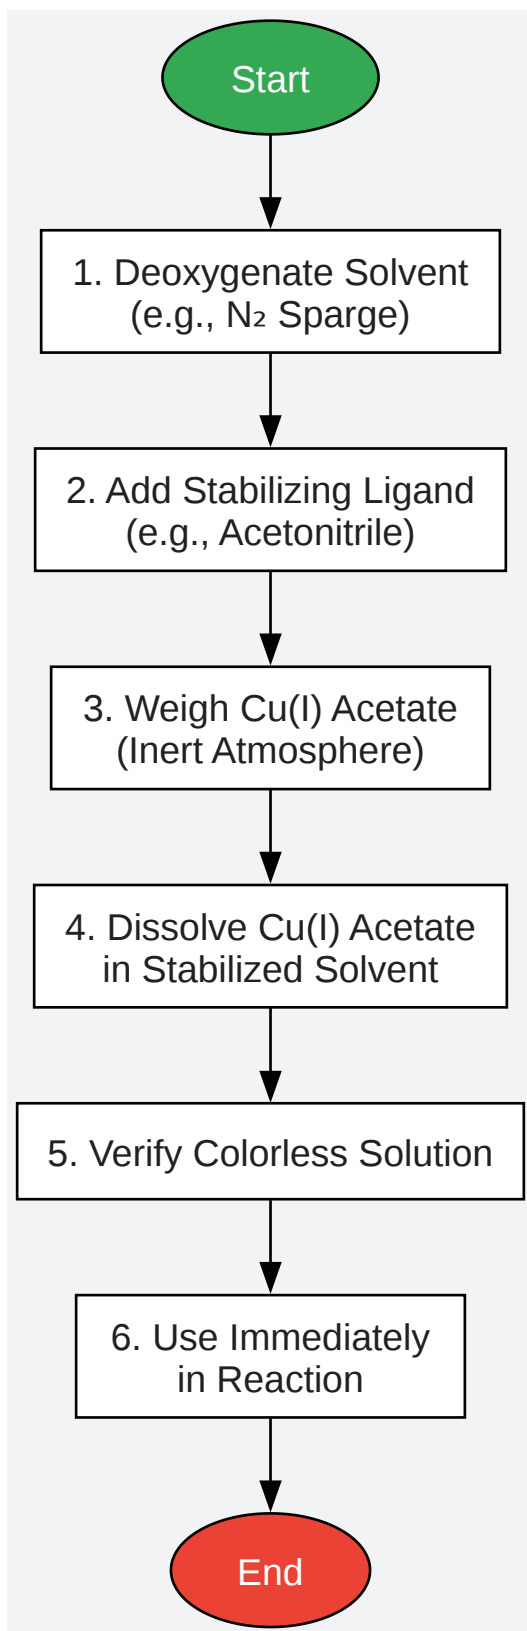 Start
1. Deoxygenate Solvent
(e.g., N₂ Sparge)
2. Add Stabilizing Ligand
(e.g., Acetonitrile)
3. Weigh Cu(I) Acetate
(Inert Atmosphere)
4. Dissolve Cu(I) Acetate
in Stabilized Solvent
5. Verify Colorless Solution
6. Use Immediately
in Reaction
End